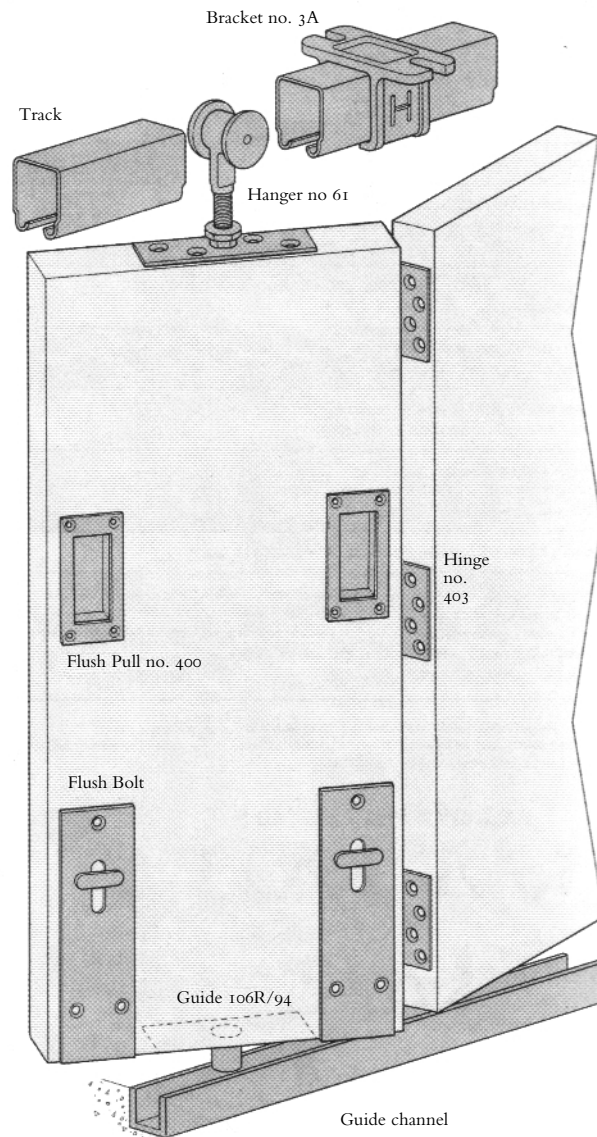 Bracket no. 3A
Track
Hanger no 61
Hinge
no.
403
Flush Pull no. 400
Flush Bolt
Guide 106R/94
Guide channel